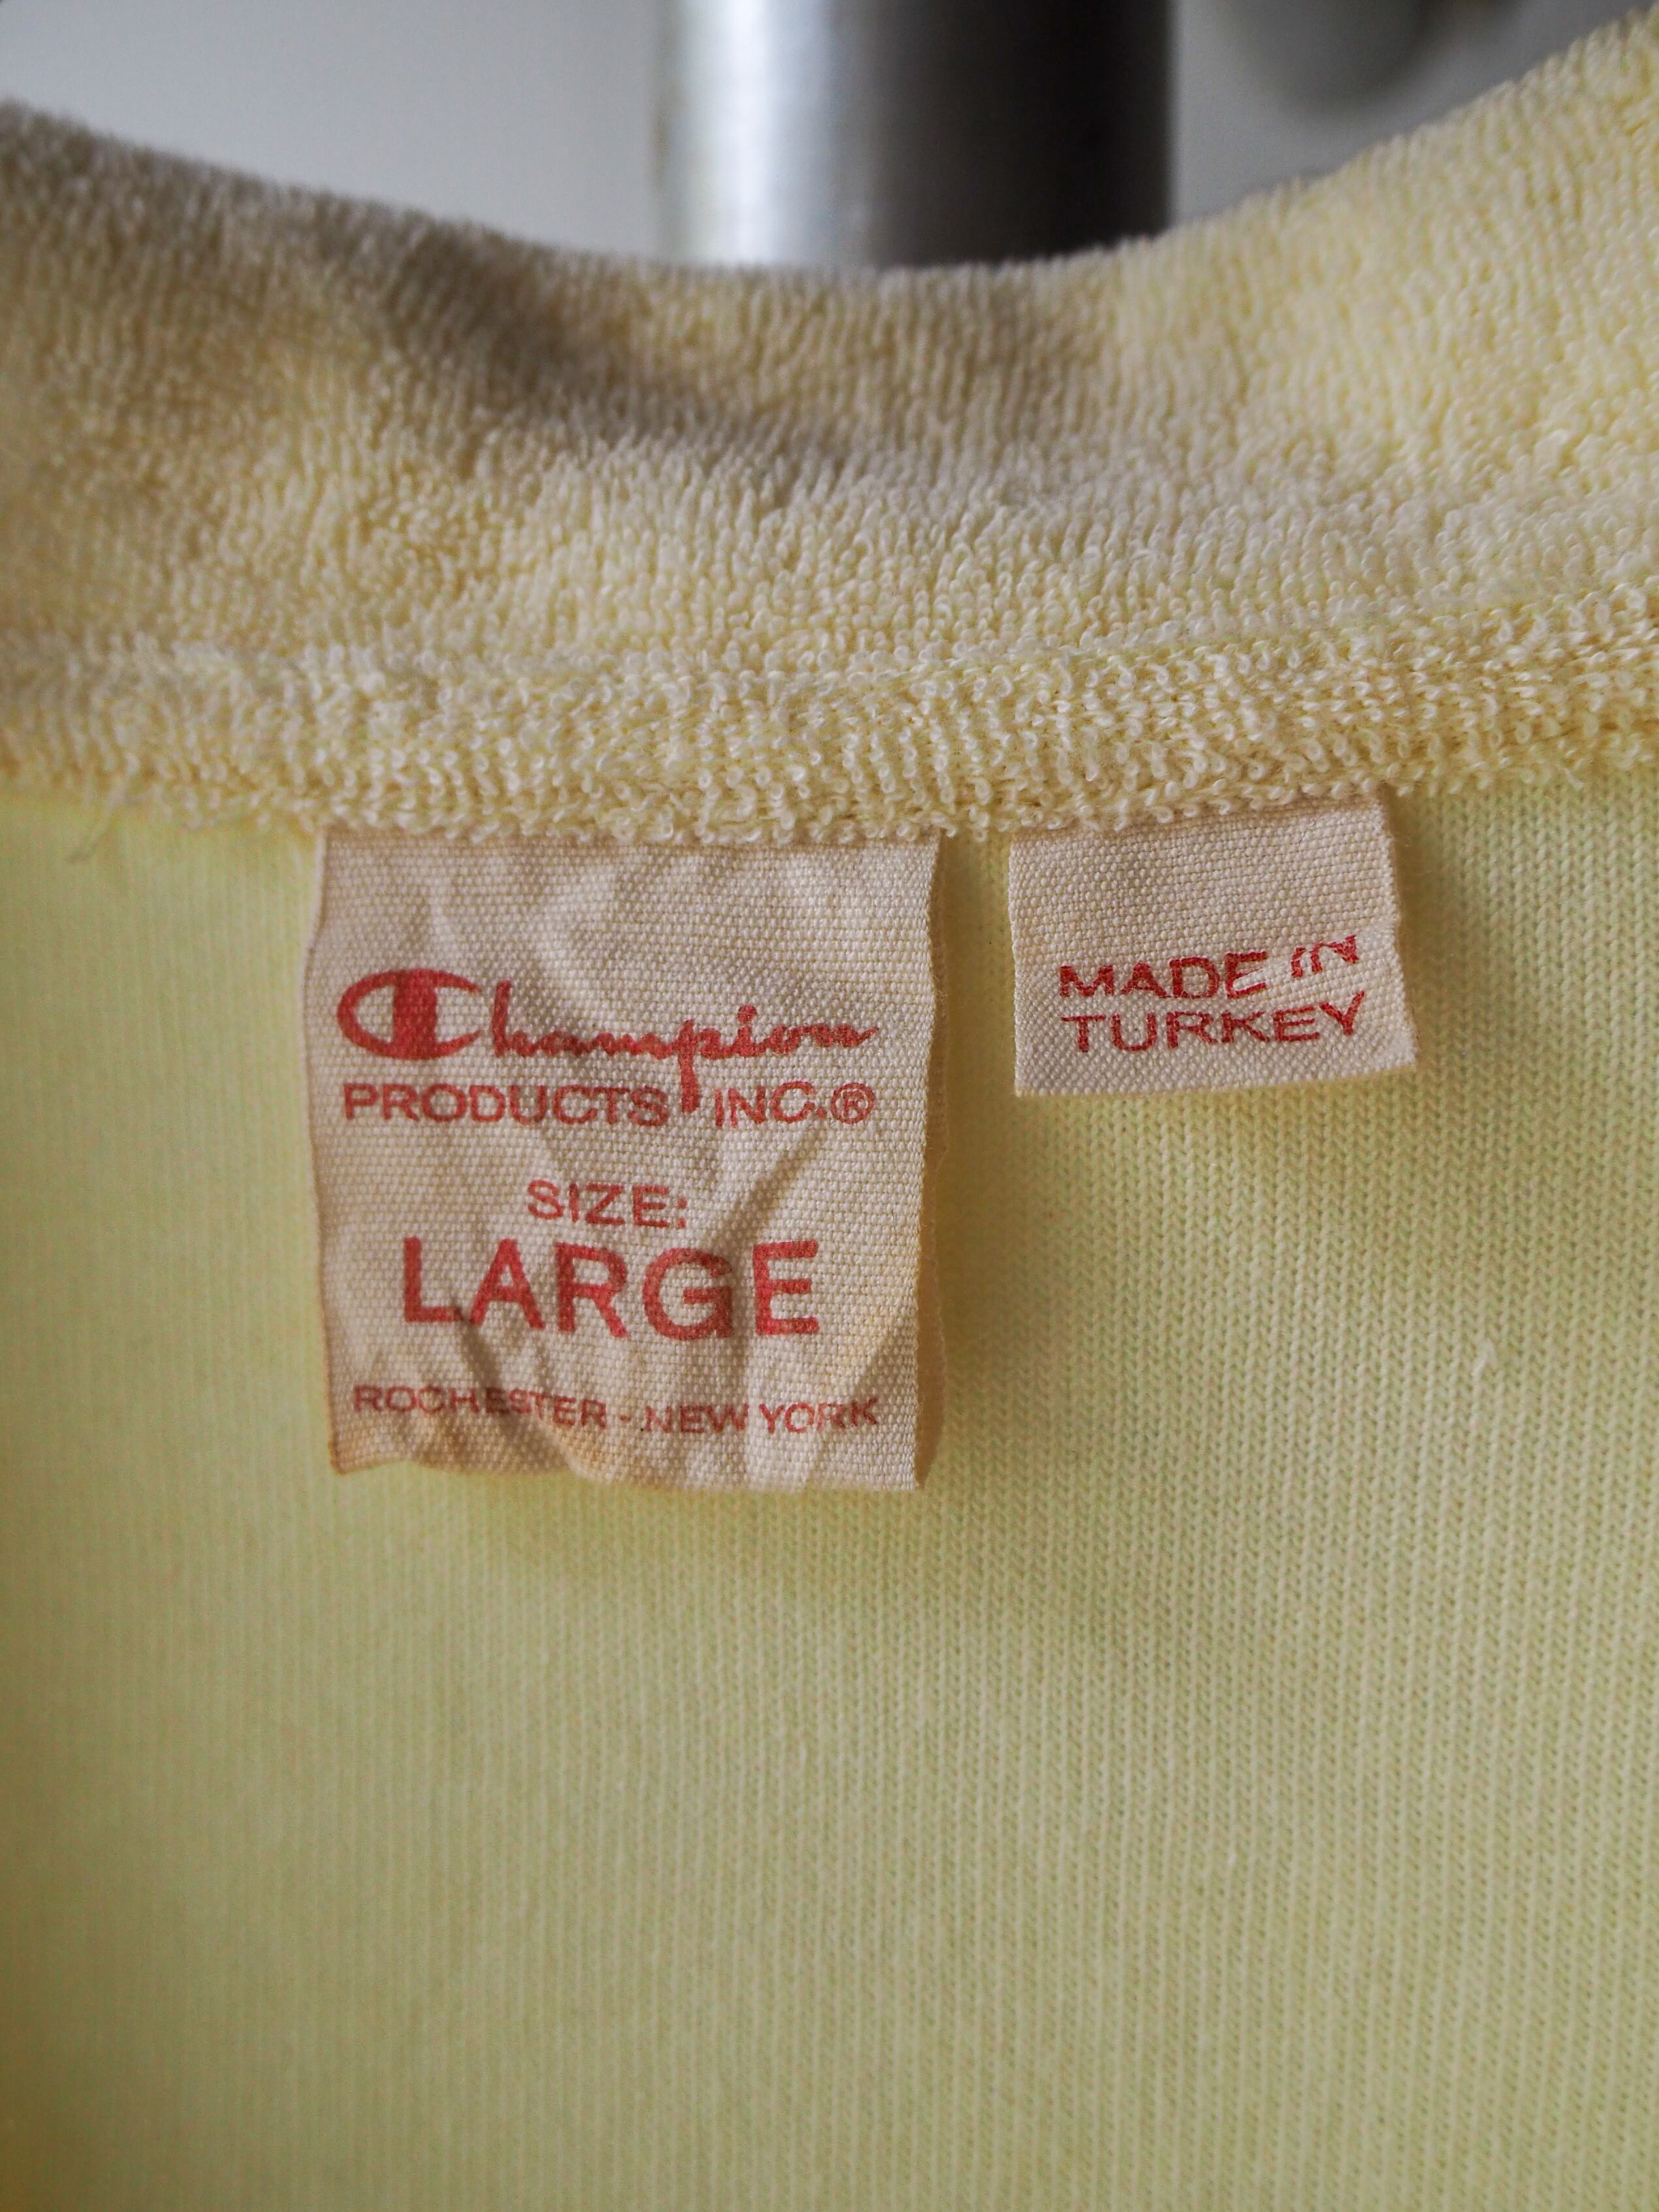 Champion
PRODUCTS INC.®
SIZE:
LARGE
ROCHESTER - NEW YORK
MADE IN
TURKEY